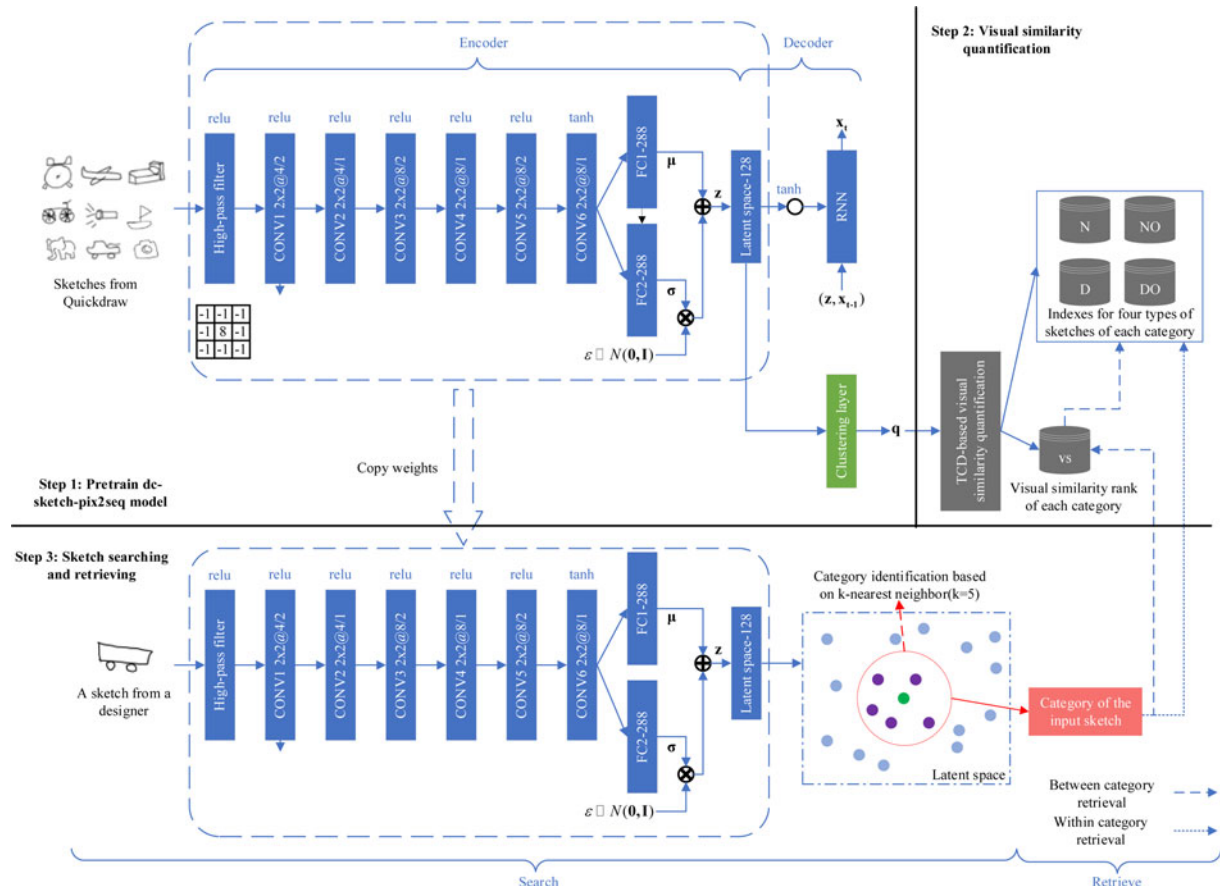 Step 2: Visual similarity
quantification
Encoder
Decoder
relu
relu
relu
relu
relu
relu
tanh
High-pass filter
CONV1 2x2@4/2
CONV2 2x2@4/1
CONV3 2x2@8/2
CONV4 2x2@8/1
CONV5 2x2@8/2
CONV6 2x2@8/1
FC1-288
FC2-288
μ
σ
z
Latent space-128
tanh
xt
RNN
(z, xt-1)
ε □ N(0,I)
Sketches from
Quickdraw
-1 -1 -1
-1 8 -1
-1 -1 -1
N
NO
D
DO
Indexes for four types of
sketches of each category
Clustering layer
q
TCD-based visual
similarity quantification
vs
Visual similarity rank
of each category
Copy weights
Step 1: Pretrain dc-
sketch-pix2seq model
Step 3: Sketch searching
and retrieving
relu
relu
relu
relu
relu
relu
tanh
High-pass filter
CONV1 2x2@4/2
CONV2 2x2@4/1
CONV3 2x2@8/2
CONV4 2x2@8/1
CONV5 2x2@8/2
CONV6 2x2@8/1
FC1-288
FC2-288
μ
σ
z
Latent space-128
ε □ N(0,I)
A sketch from a
designer
Category identification based
on k-nearest neighbor(k=5)
Latent space
Category of the
input sketch
Between category
retrieval
Within category
retrieval
Search
Retrieve